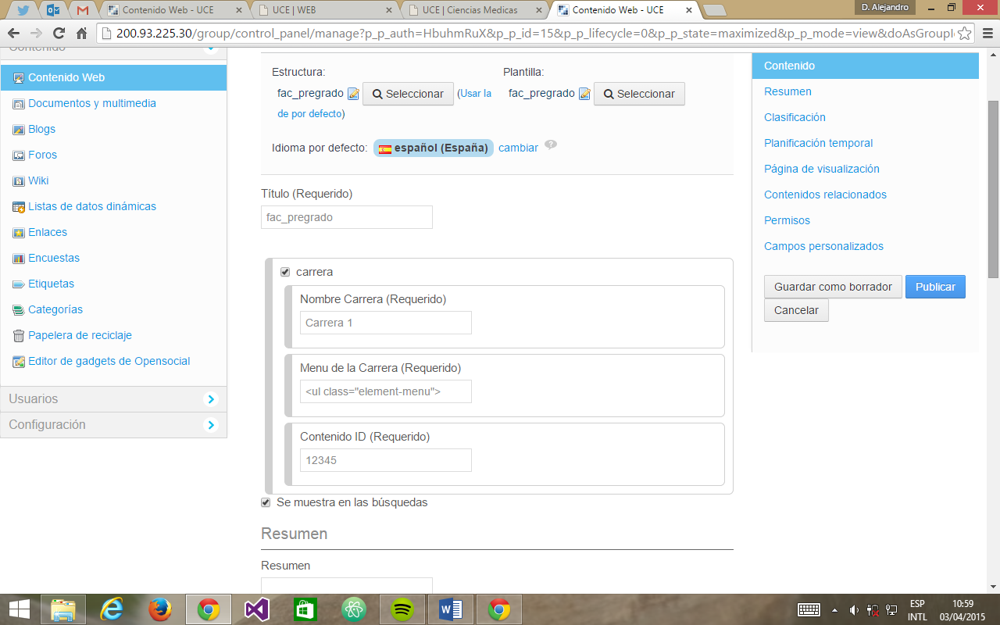 D. Alejandro
Contenido Web - UCE
UCE | WEB
UCE | Ciencias Medicas
Contenido Web - UCE
200.93.225.30/group/control_panel/manage?p_p_auth=HbuhmRuX&p_p_id=15&p_p_lifecycle=0&p_p_state=maximized&p_p_mode=view&doAsGroupI
Contenido
Contenido Web
Documentos y multimedia
Blogs
Foros
Wiki
Listas de datos dinámicas
Enlaces
Encuestas
Etiquetas
Categorías
Papelera de reciclaje
Editor de gadgets de Opensocial
Usuarios
Configuración
Estructura:
fac_pregrado Seleccionar (Usar la
de por defecto)
Plantilla:
fac_pregrado Seleccionar
Idioma por defecto: español (España) cambiar ?
Título (Requerido)
fac_pregrado
carrera
Nombre Carrera (Requerido)
Carrera 1
Menu de la Carrera (Requerido)
<ul class="element-menu">
Contenido ID (Requerido)
12345
Se muestra en las búsquedas
Resumen
Resumen
Contenido
Resumen
Clasificación
Planificación temporal
Página de visualización
Contenidos relacionados
Permisos
Campos personalizados
Guardar como borrador Publicar
Cancelar
ESP
INTL
10:59
03/04/2015